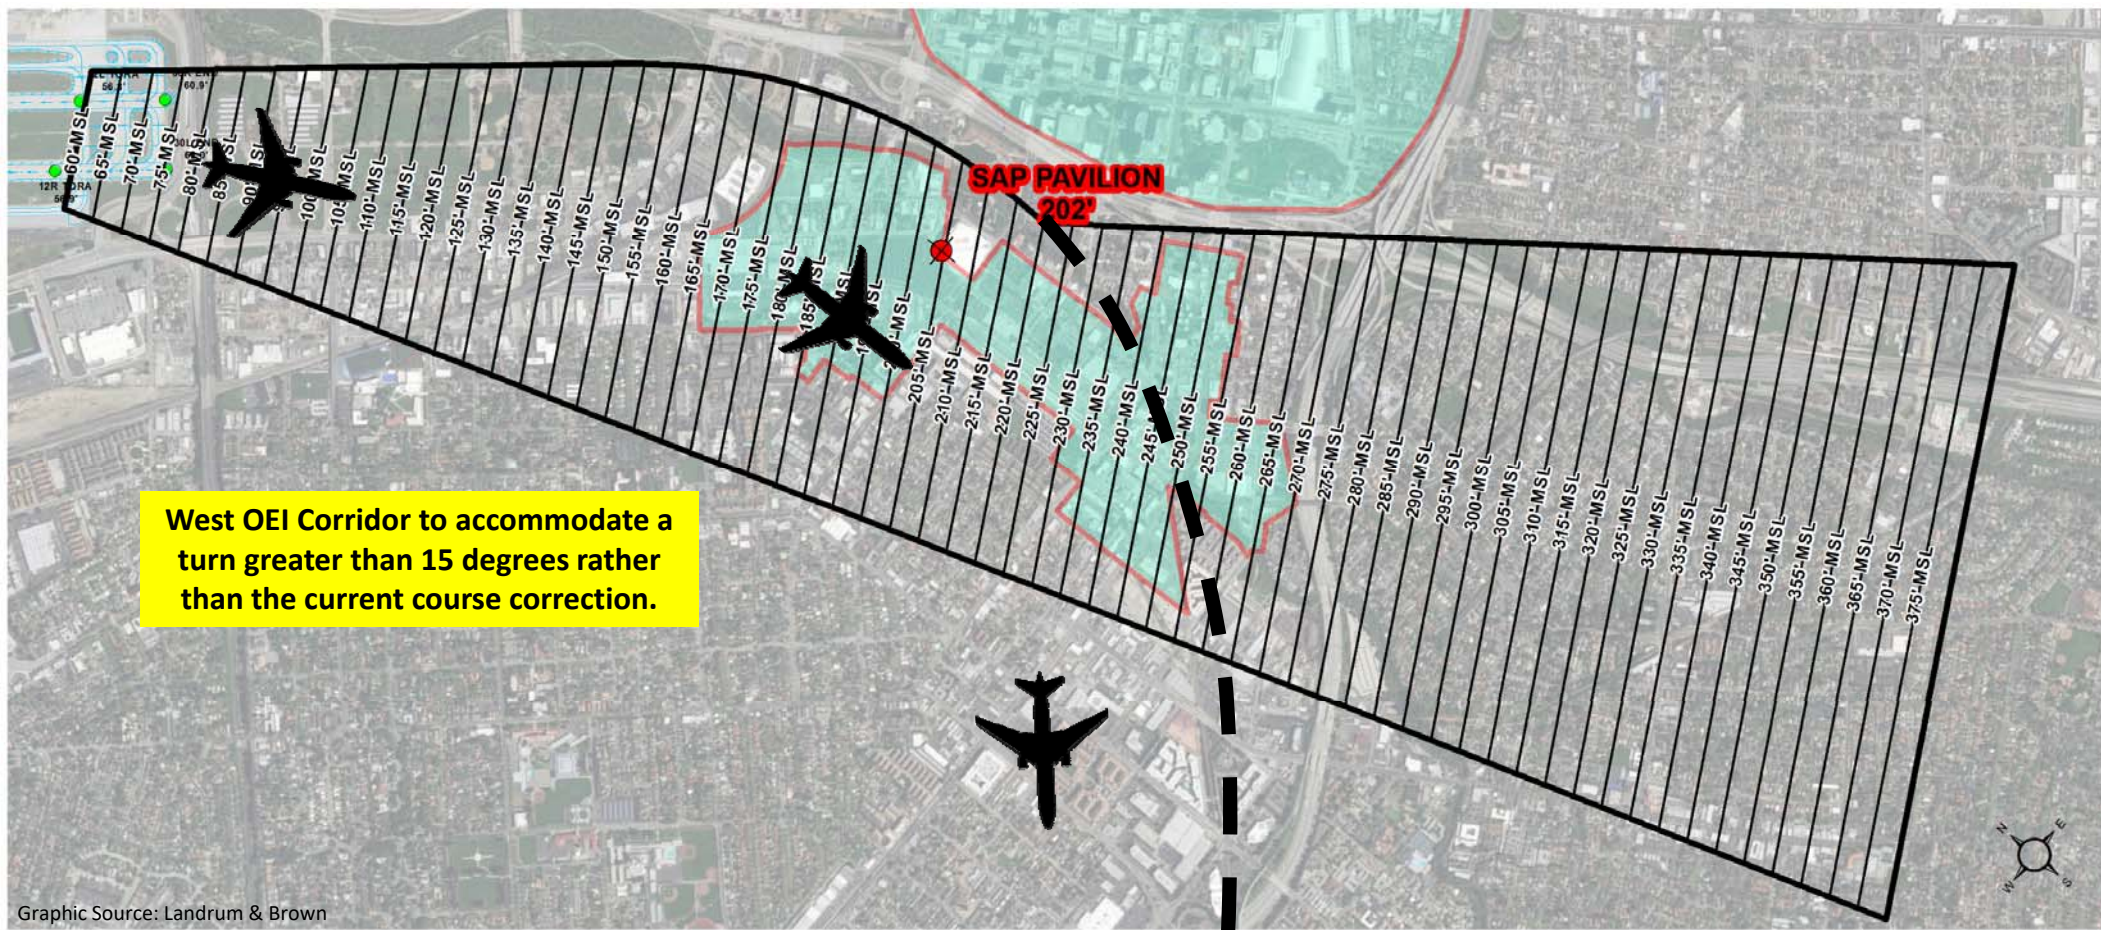 2L TORA
60.9'
12R TORA
60'-MSL
65'-MSL
70'-MSL
75'-MSL
80'-MSL
105'-MSL
110'-MSL
115'-MSL
120'-MSL
125'-MSL
130'-MSL
135'-MSL
140'-MSL
145'-MSL
150'-MSL
155'-MSL
160'-MSL
165'-MSL
170'-MSL
175'-MSL
180'-MSL
185'-MSL
205'-MSL
210'-MSL
215'-MSL
220'-MSL
225'-MSL
230'-MSL
235'-MSL
240'-MSL
245'-MSL
250'-MSL
255'-MSL
260'-MSL
265'-MSL
270'-MSL
275'-MSL
280'-MSL
285'-MSL
290'-MSL
295'-MSL
300'-MSL
305'-MSL
310'-MSL
315'-MSL
320'-MSL
325'-MSL
330'-MSL
335'-MSL
340'-MSL
345'-MSL
350'-MSL
355'-MSL
360'-MSL
365'-MSL
370'-MSL
375'-MSL
SAP PAVILION
202'
West OEI Corridor to accommodate a
turn greater than 15 degrees rather
than the current course correction.
N
E
W
S
Graphic Source: Landrum & Brown